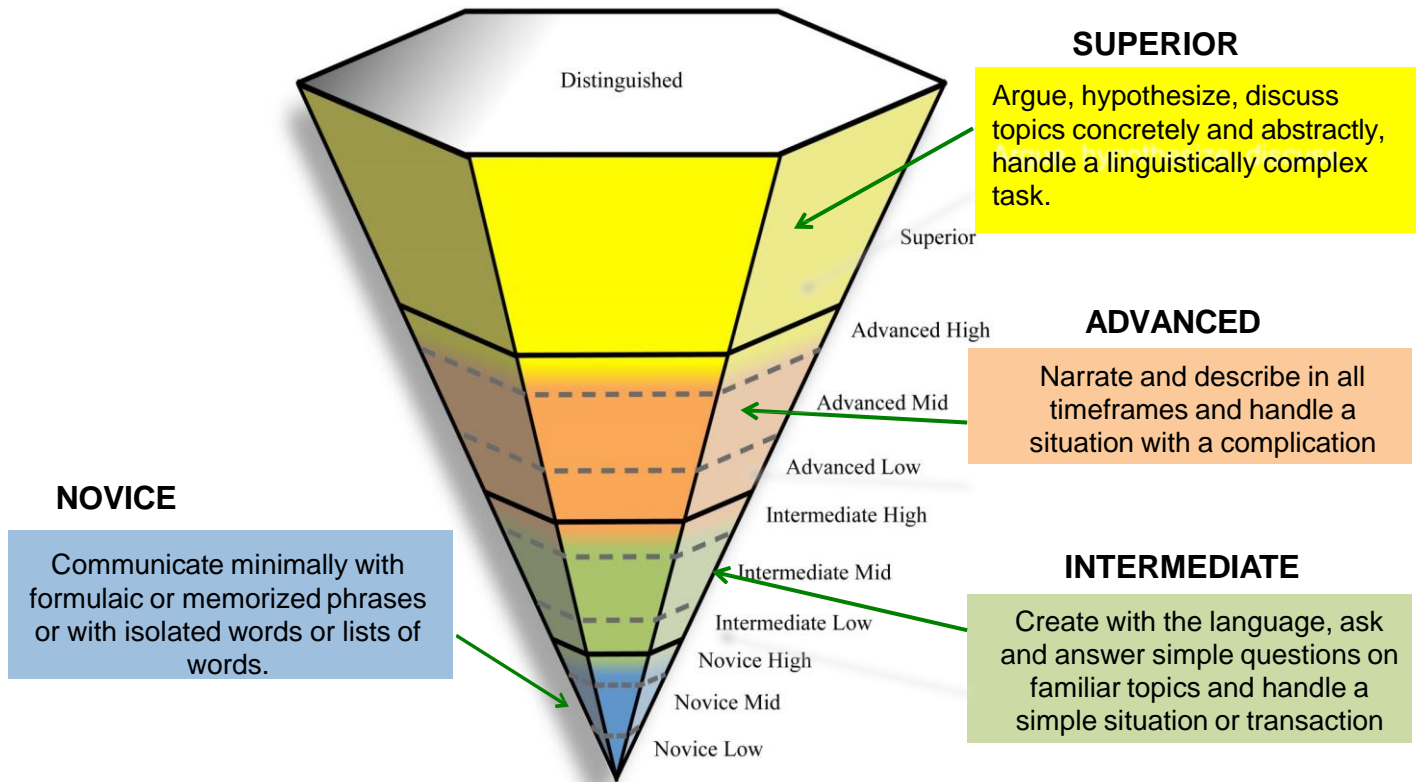 Distinguished
SUPERIOR
Argue, hypothesize, discuss
topics concretely and abstractly,
handle a linguistically complex
task.
Superior
Advanced High
ADVANCED
Narrate and describe in all
timeframes and handle a
situation with a complication
Advanced Mid
Advanced Low
NOVICE
Communicate minimally with
formulaic or memorized phrases
or with isolated words or lists of
words.
Intermediate High
Intermediate Mid
INTERMEDIATE
Create with the language, ask
and answer simple questions on
familiar topics and handle a
simple situation or transaction
Intermediate Low
Novice High
Novice Mid
Novice Low